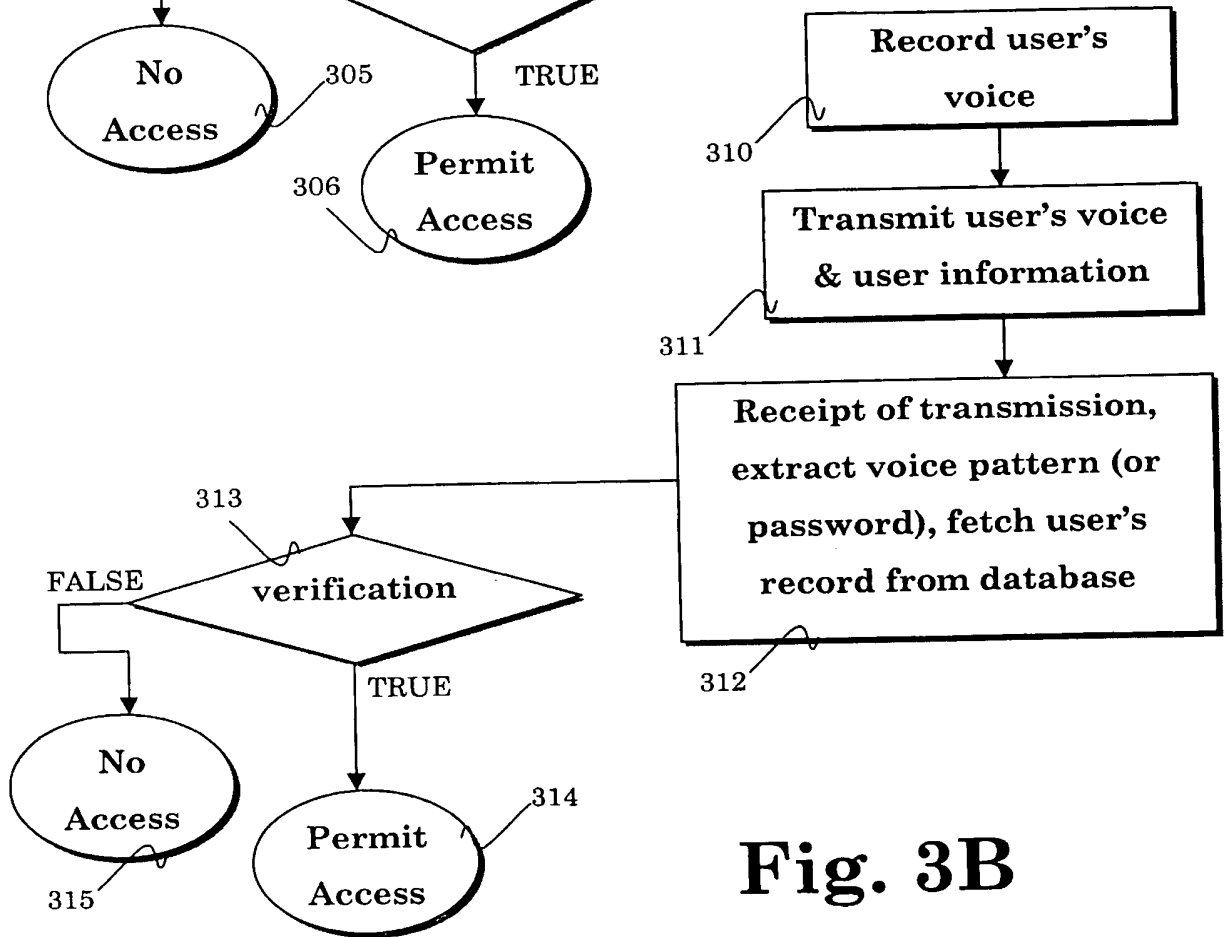 No
Access
305
TRUE
Permit
Access
306
Record user's
voice
310
Transmit user's voice
& user information
311
Receipt of transmission,
extract voice pattern (or
password), fetch user's
record from database
312
313
verification
FALSE
TRUE
No
Access
315
Permit
Access
314
Fig. 3B